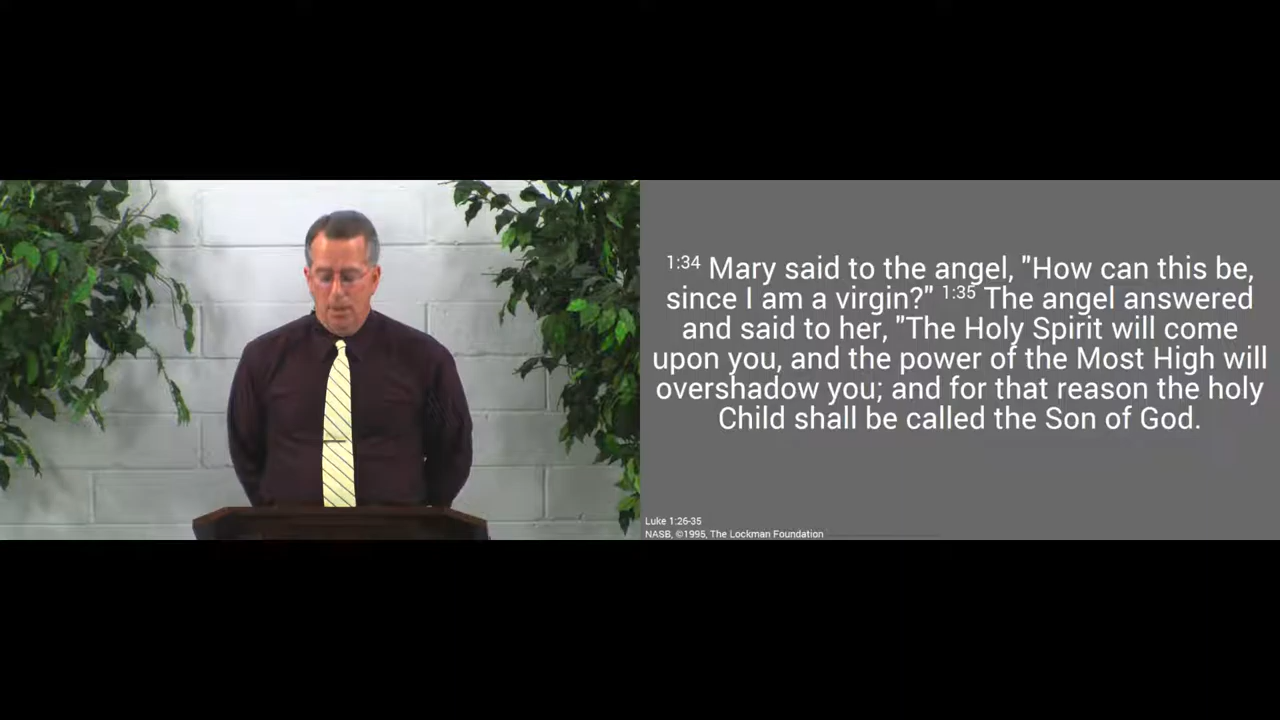 1:34 Mary said to the angel, "How can this be,
since I am a virgin?" 1:35 The angel answered
and said to her, "The Holy Spirit will come
upon you, and the power of the Most High will
overshadow you; and for that reason the holy
Child shall be called the Son of God.
Luke 1:26-35
NASB, ©1995, The Lockman Foundation